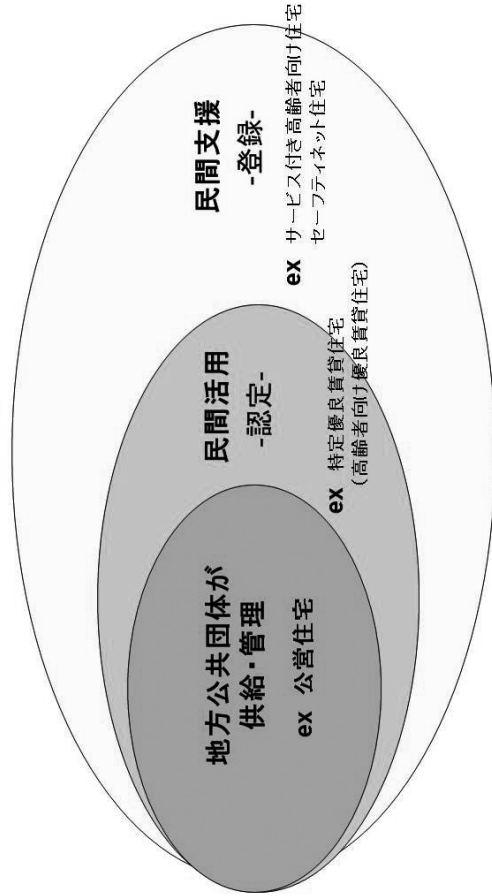 地方公共団体が
供給・管理
ex 公営住宅
民間活用
-認定-
ex 特定優良賃貸住宅
(高齢者向け優良賃貸住宅)
民間支援
-登録-
ex サービス付き高齢者向け住宅
セーフティネット住宅